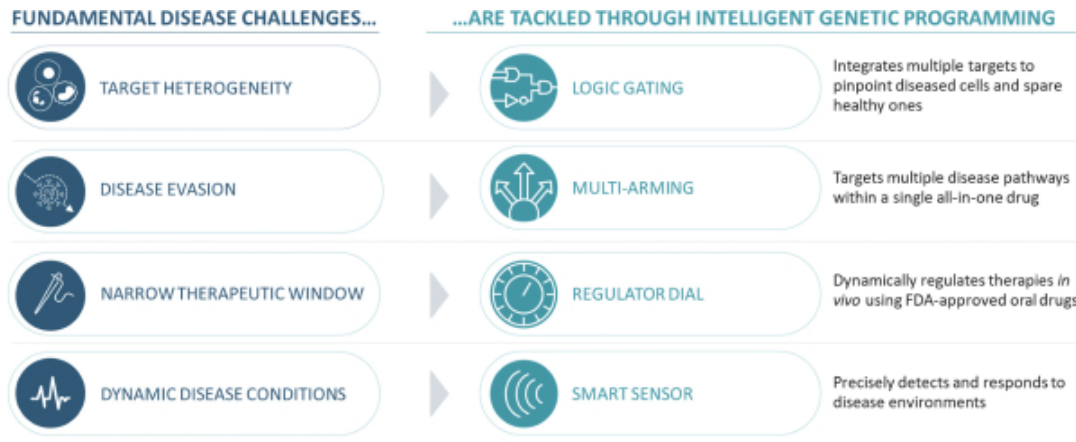 FUNDAMENTAL DISEASE CHALLENGES...
...ARE TACKLED THROUGH INTELLIGENT GENETIC PROGRAMMING
TARGET HETEROGENEITY
LOGIC GATING
Integrates multiple targets to
pinpoint diseased cells and spare
healthy ones
DISEASE EVASION
MULTI-ARMING
Targets multiple disease pathways
within a single all-in-one drug
NARROW THERAPEUTIC WINDOW
REGULATOR DIAL
Dynamically regulates therapies in
vivo using FDA-approved oral drugs
DYNAMIC DISEASE CONDITIONS
SMART SENSOR
Precisely detects and responds to
disease environments